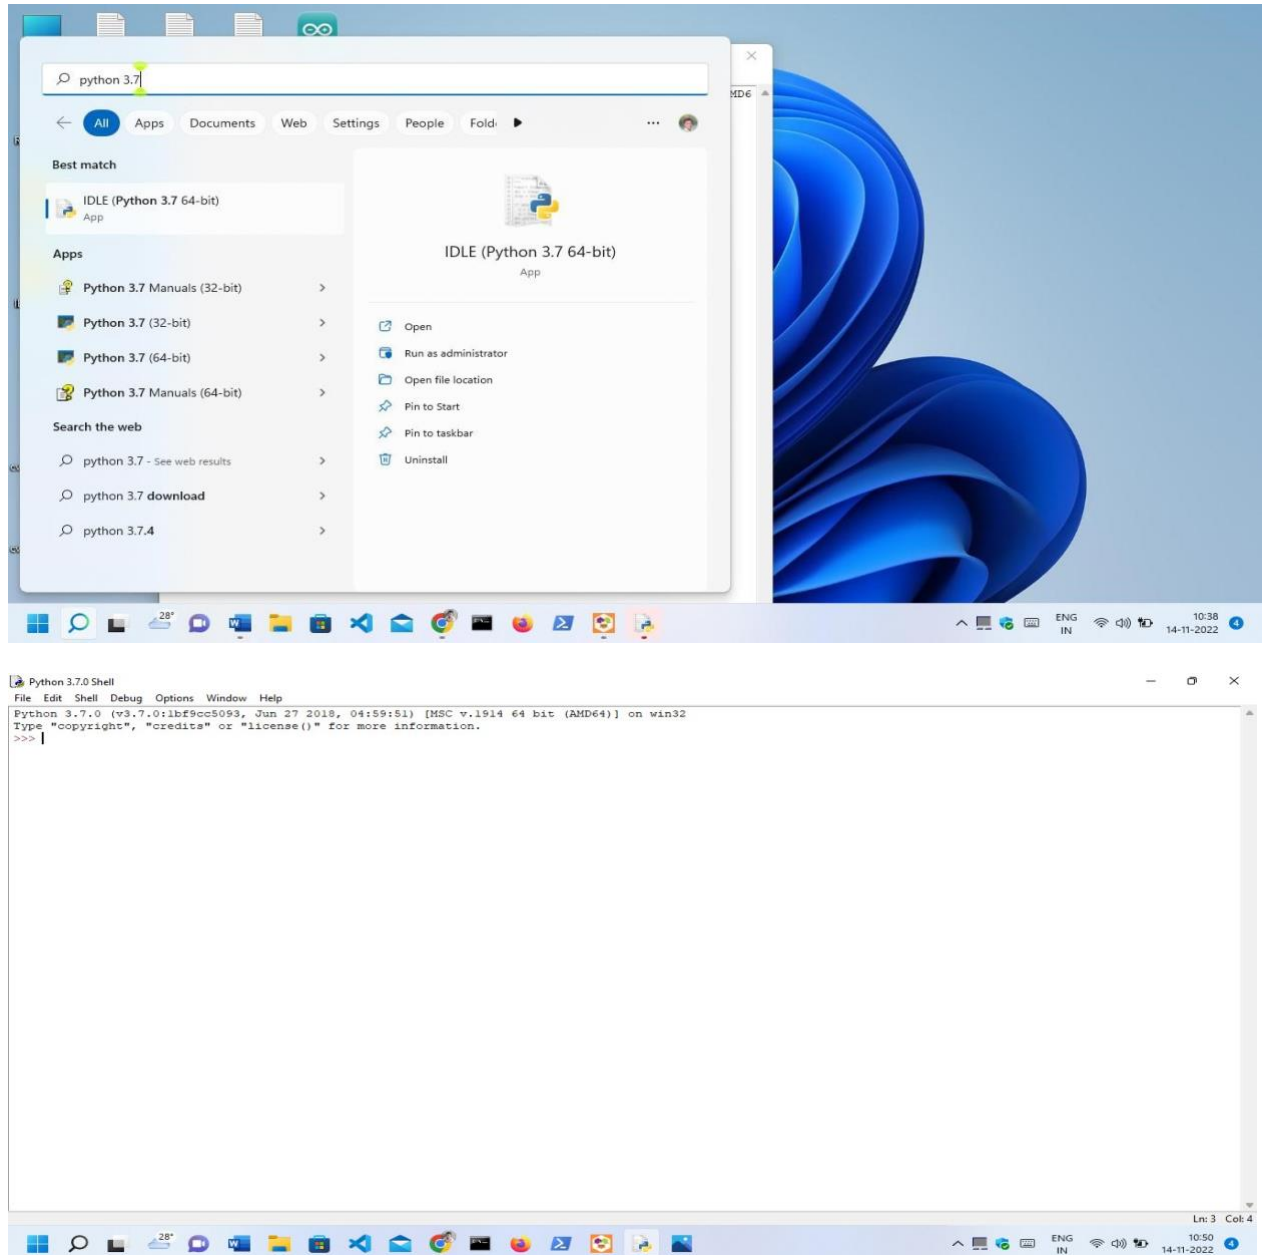 python 3.7
MD6
All Apps Documents Web Settings People Fold
Best match
IDLE (Python 3.7 64-bit)
App
Apps
Python 3.7 Manuals (32-bit)
Python 3.7 (32-bit)
Python 3.7 (64-bit)
Python 3.7 Manuals (64-bit)
Search the web
python 3.7 - See web results
python 3.7 download
python 3.7.4
IDLE (Python 3.7 64-bit)
App
Open
Run as administrator
Open file location
Pin to Start
Pin to taskbar
Uninstall
28°
ENG
IN
10:38
14-11-2022
4
Python 3.7.0 Shell
File Edit Shell Debug Options Window Help
Python 3.7.0 (v3.7.0:1bf9cc5093, Jun 27 2018, 04:59:51) [MSC v.1914 64 bit (AMD64)] on win32
Type "copyright", "credits" or "license()" for more information.
>>>
Ln: 3 Col: 4
28°
ENG
IN
10:50
14-11-2022
4